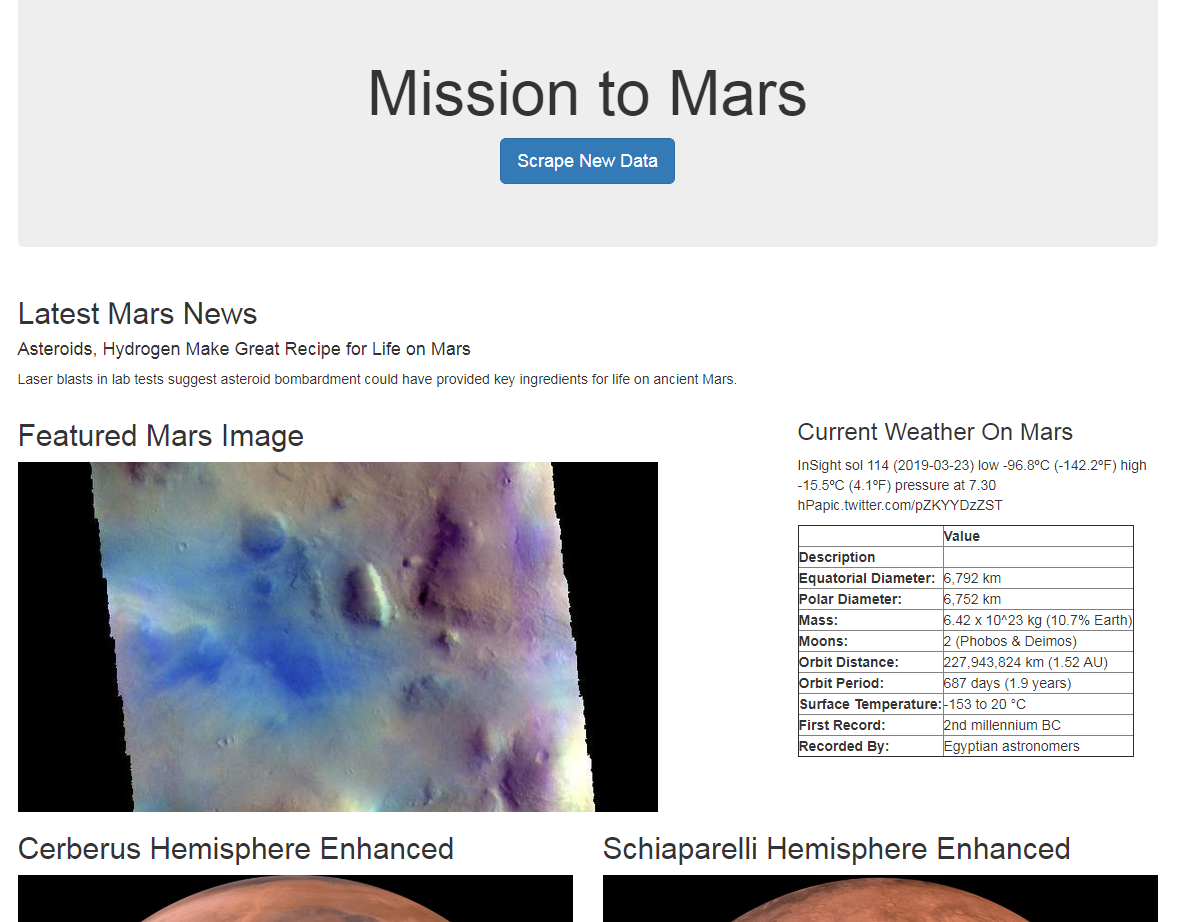 Mission to Mars
Scrape New Data
Latest Mars News
Asteroids, Hydrogen Make Great Recipe for Life on Mars
Laser blasts in lab tests suggest asteroid bombardment could have provided key ingredients for life on ancient Mars.
Featured Mars Image
Current Weather On Mars
InSight sol 114 (2019-03-23) low -96.8ºC (-142.2ºF) high
-15.5ºC (4.1ºF) pressure at 7.30
hPapic.twitter.com/pZKYYDzZST
Value
Description
Equatorial Diameter: 6,792 km
Polar Diameter: 6,752 km
Mass: 6.42 x 10^23 kg (10.7% Earth)
Moons: 2 (Phobos & Deimos)
Orbit Distance: 227,943,824 km (1.52 AU)
Orbit Period: 687 days (1.9 years)
Surface Temperature: -153 to 20 °C
First Record: 2nd millennium BC
Recorded By: Egyptian astronomers
Cerberus Hemisphere Enhanced
Schiaparelli Hemisphere Enhanced